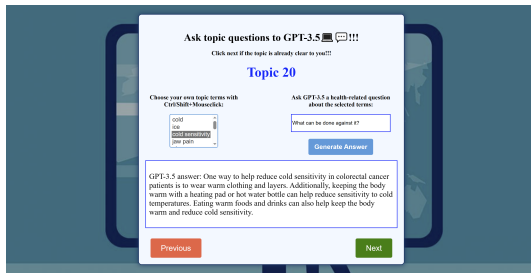 Ask topic questions to GPT-3.5💻💬!!!
Click next if the topic is already clear to you!!!
Topic 20
Choose your own topic terms with
Ctrl/Shift+Mouseclick:
cold
ice
cold sensitivity
jaw pain
Ask GPT-3.5 a health-related question
about the selected terms:
What can be done against it?
Generate Answer
GPT-3.5 answer: One way to help reduce cold sensitivity in colorectal cancer
patients is to wear warm clothing and layers. Additionally, keeping the body
warm with a heating pad or hot water bottle can help reduce sensitivity to cold
temperatures. Eating warm foods and drinks can also help keep the body
warm and reduce cold sensitivity.
Previous
Next